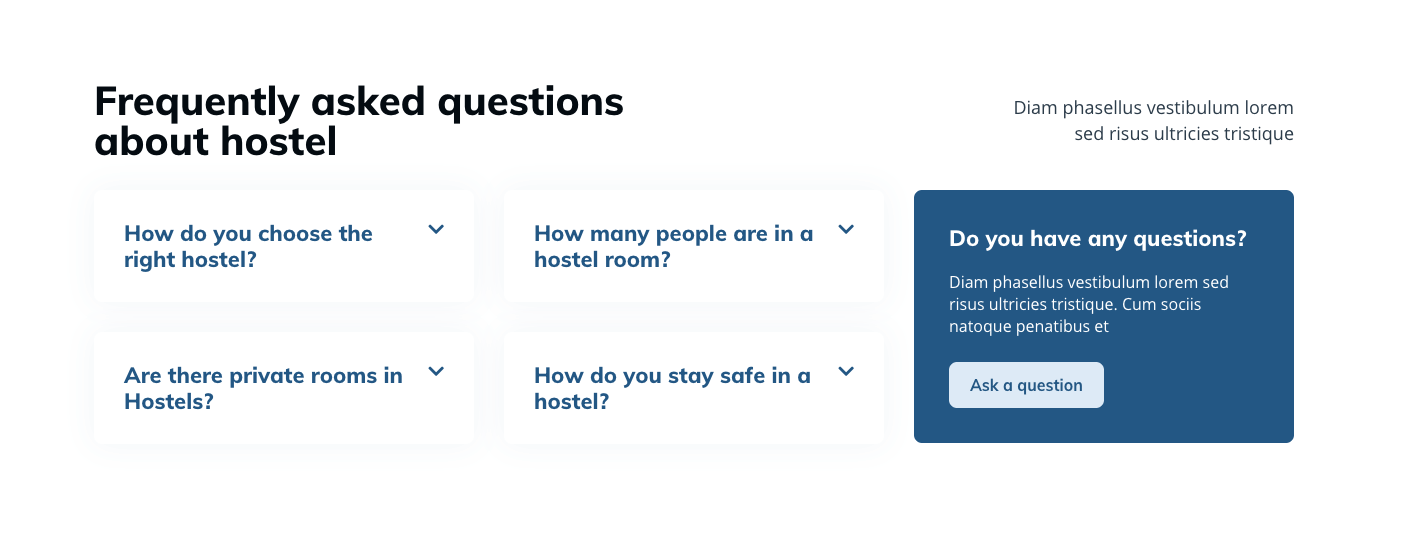 Frequently asked questions
about hostel
Diam phasellus vestibulum lorem
sed risus ultricies tristique
How do you choose the
right hostel?
How many people are in a
hostel room?
Are there private rooms in
Hostels?
How do you stay safe in a
hostel?
Do you have any questions?
Diam phasellus vestibulum lorem sed
risus ultricies tristique. Cum sociis
natoque penatibus et
Ask a question